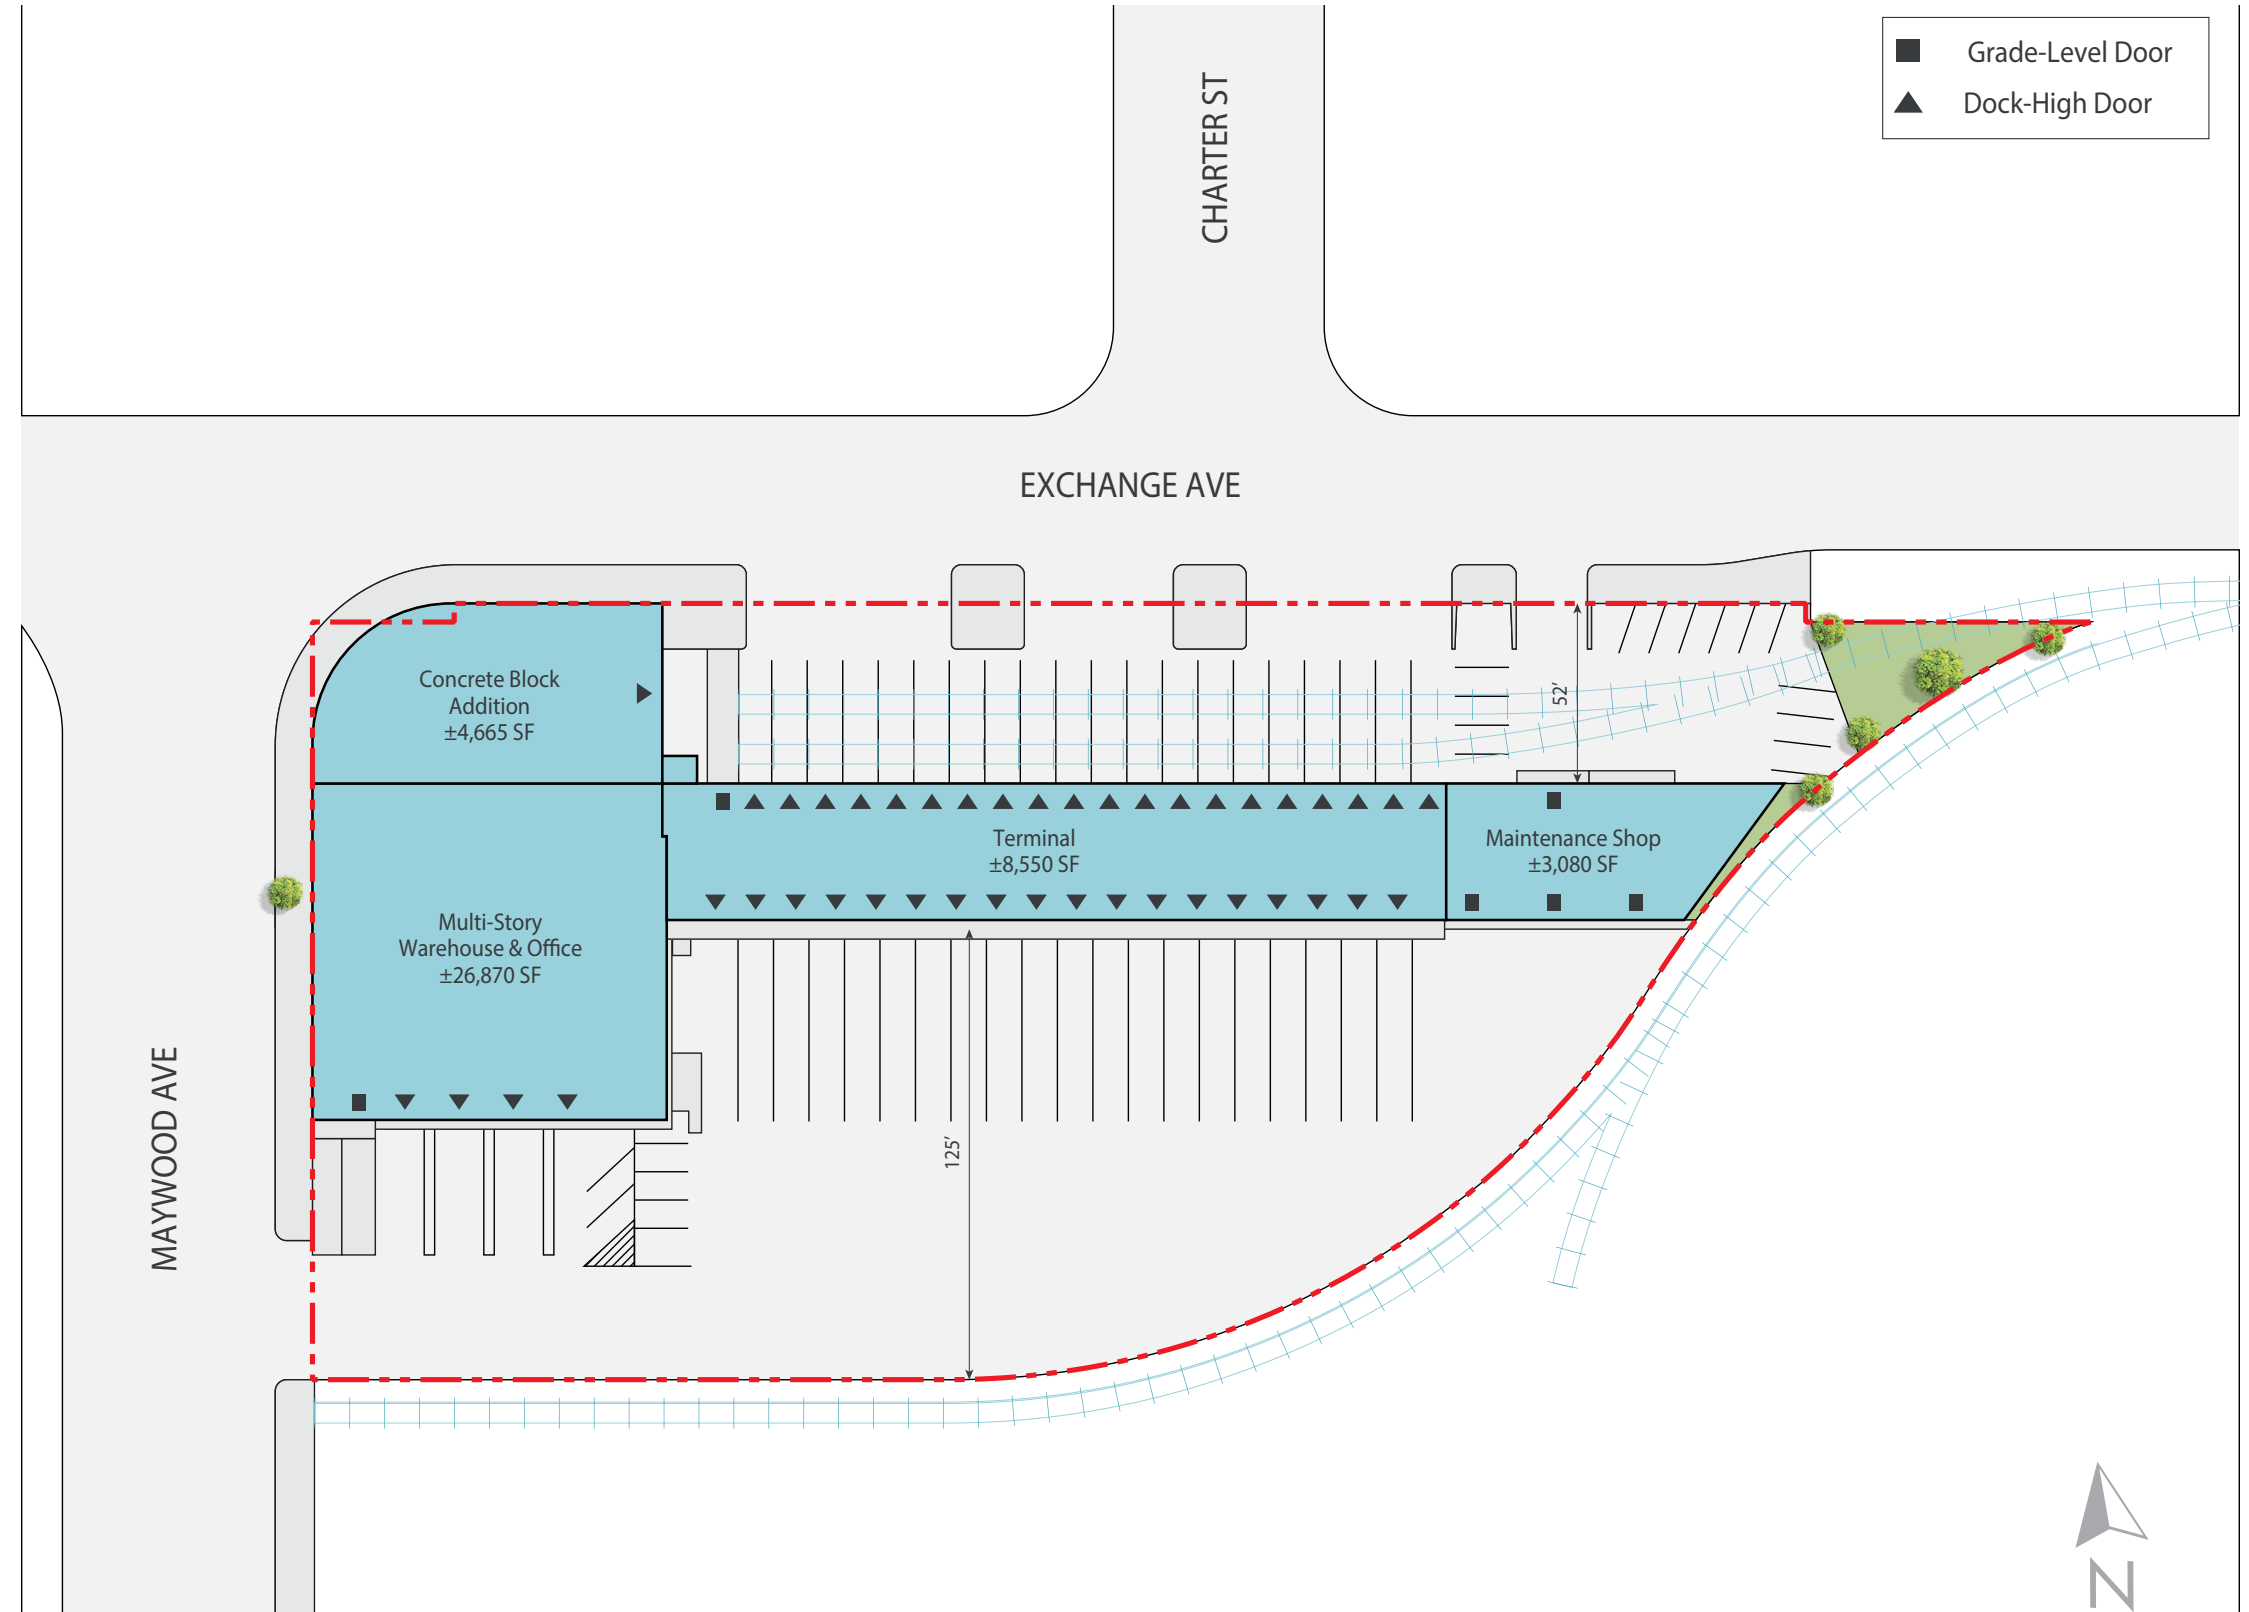 Grade-Level Door
Dock-High Door
CHARTER ST
EXCHANGE AVE
Concrete Block
Addition
±4,665 SF
52’
Terminal
±8,550 SF
Maintenance Shop
±3,080 SF
Multi-Story
Warehouse & Office
±26,870 SF
MAYWOOD AVE
125’
N